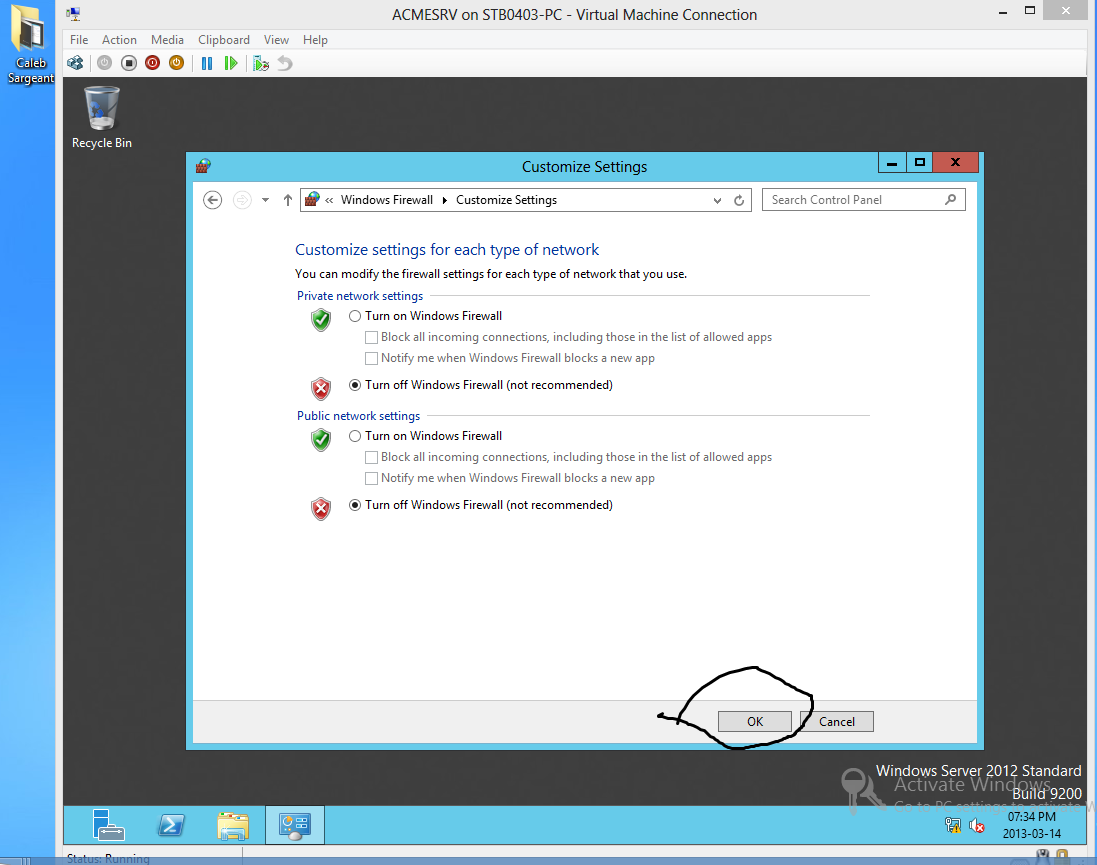 ACMESRV on STB0403-PC - Virtual Machine Connection
File Action Media Clipboard View Help
Caleb
Sargeant
Recycle Bin
Customize Settings
« Windows Firewall Customize Settings
Search Control Panel
Customize settings for each type of network
You can modify the firewall settings for each type of network that you use.
Private network settings
Turn on Windows Firewall
Block all incoming connections, including those in the list of allowed apps
Notify me when Windows Firewall blocks a new app
Turn off Windows Firewall (not recommended)
Public network settings
Turn on Windows Firewall
Block all incoming connections, including those in the list of allowed apps
Notify me when Windows Firewall blocks a new app
Turn off Windows Firewall (not recommended)
OK Cancel
Windows Server 2012 Standard
Activate Windows
Build 9200
Go to PC settings to activate W
07:34 PM
2013-03-14
Status: Running